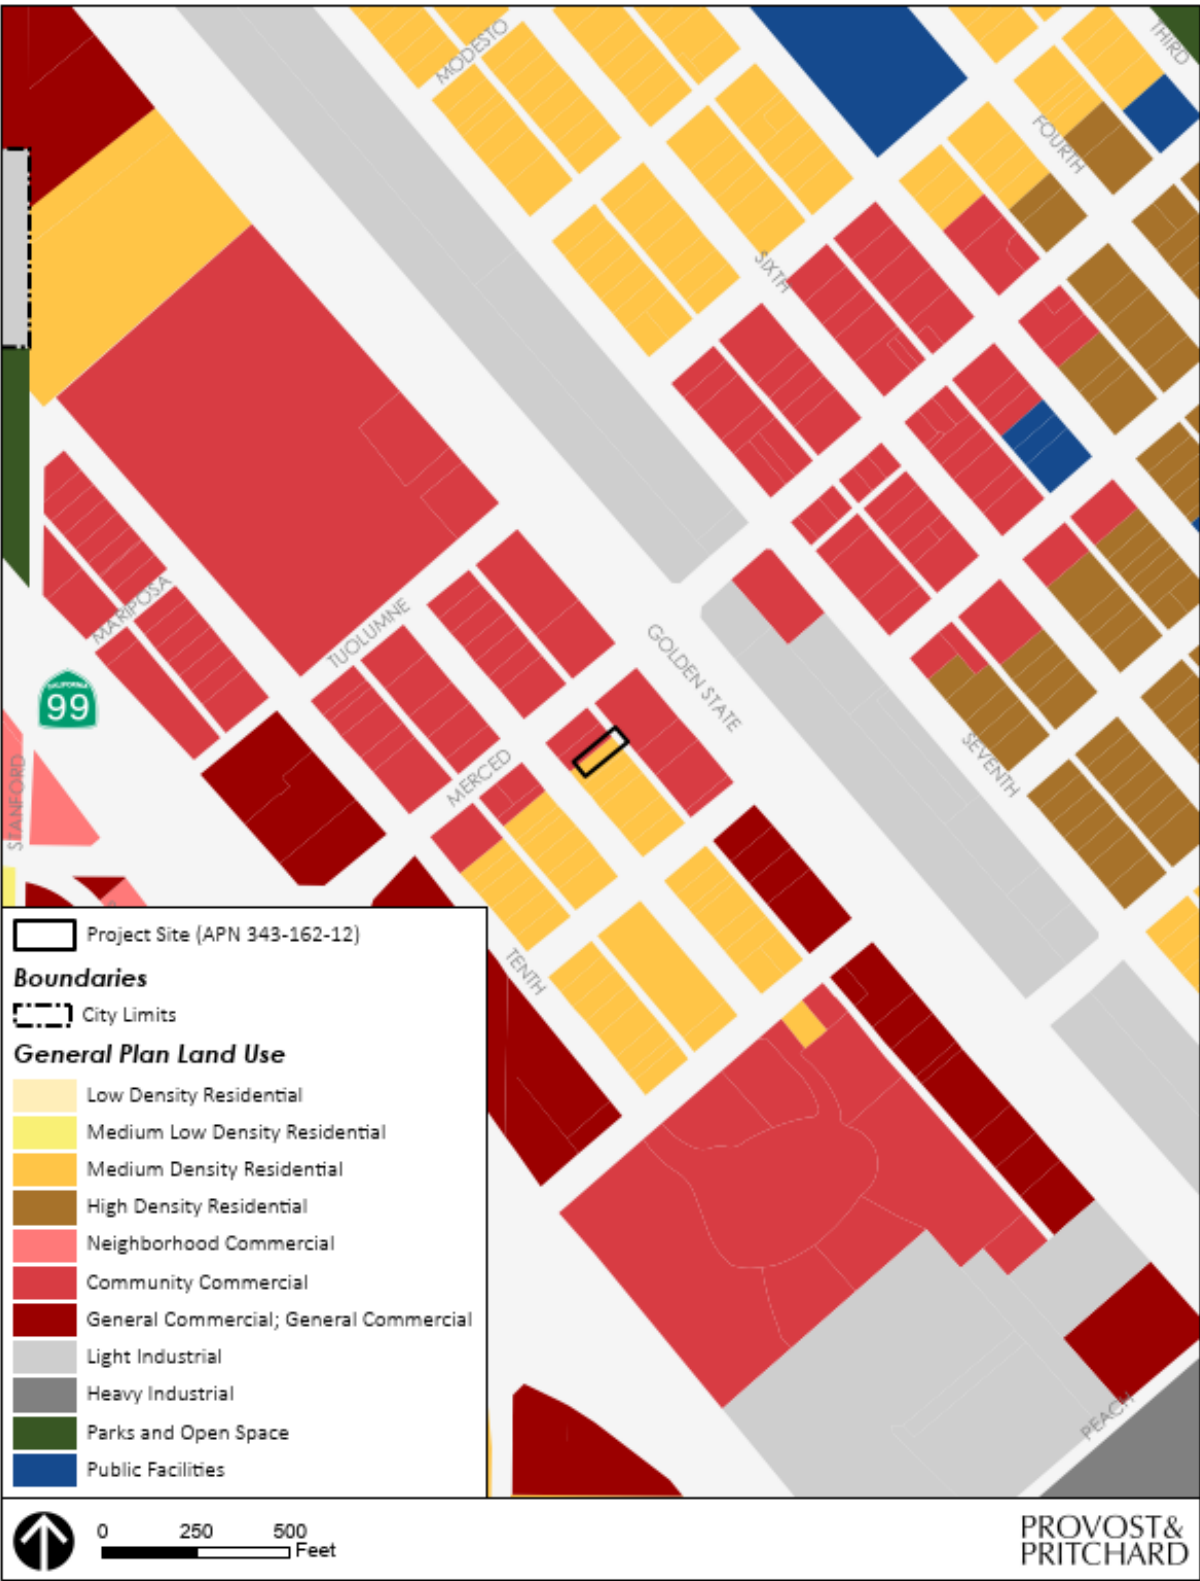 MODESTO
THIRD
FOURTH
SIXTH
MARIPOSA
TUOLUMNE
GOLDEN STATE
CALIFORNIA
99
STANFORD
MERCED
SEVENTH
TENTH
PEACH
Project Site (APN 343-162-12)
Boundaries
City Limits
General Plan Land Use
Low Density Residential
Medium Low Density Residential
Medium Density Residential
High Density Residential
Neighborhood Commercial
Community Commercial
General Commercial; General Commercial
Light Industrial
Heavy Industrial
Parks and Open Space
Public Facilities
0 250 500
Feet
PROVOST&
PRITCHARD